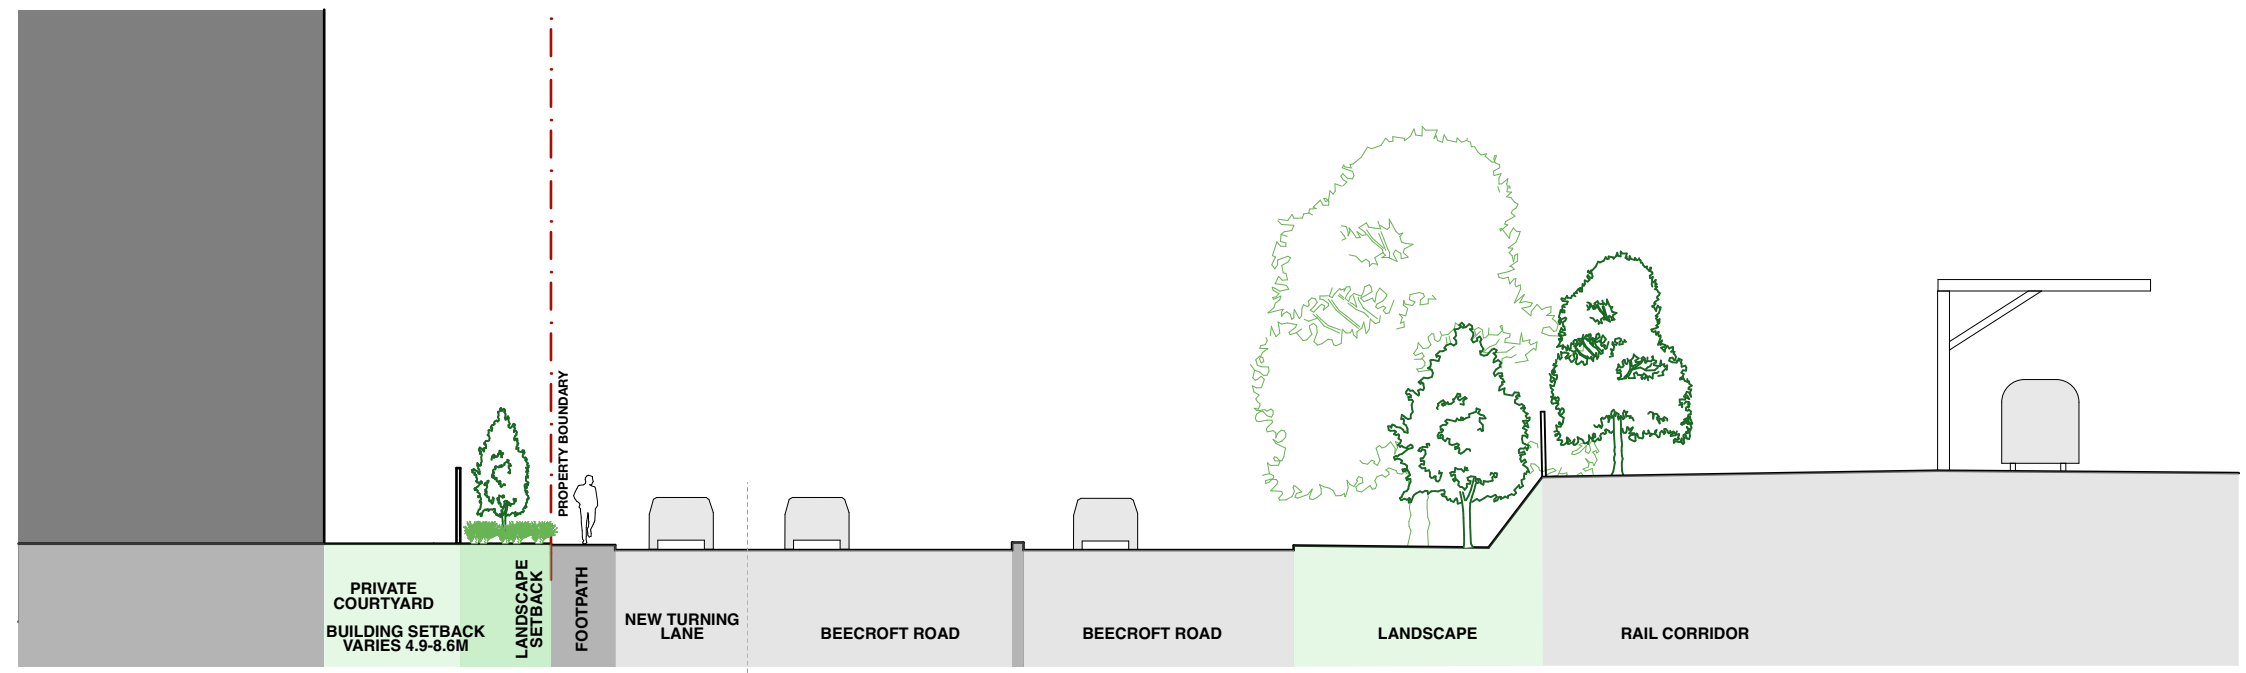 PROPERTY BOUNDARY
PRIVATE
COURTYARD
BUILDING SETBACK
VARIES 4.9-8.6M
LANDSCAPE
SETBACK
FOOTPATH
NEW TURNING
LANE
BEECROFT ROAD
BEECROFT ROAD
LANDSCAPE
RAIL CORRIDOR